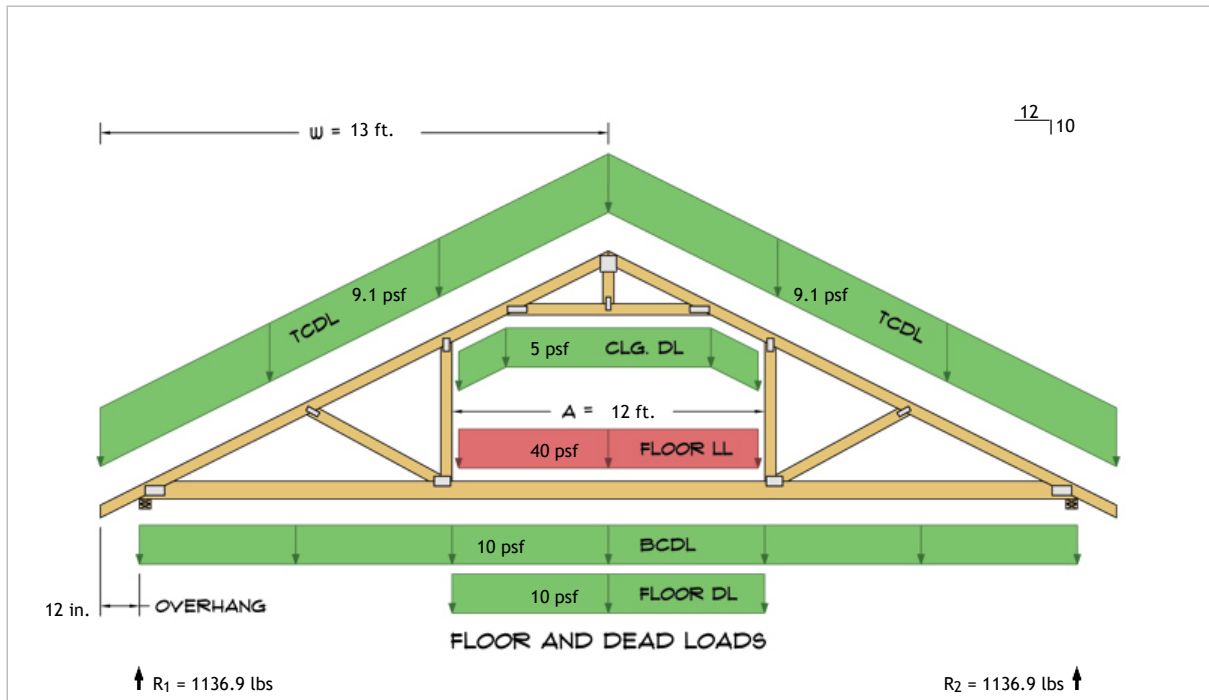 W = 13 ft.
12
10
9.1 psf
9.1 psf
TCDL
TCDL
5 psf CLG. DL
A = 12 ft.
40 psf FLOOR LL
10 psf BCDL
10 psf FLOOR DL
12 in.
OVERHANG
FLOOR AND DEAD LOADS
R1 = 1136.9 lbs
R2 = 1136.9 lbs